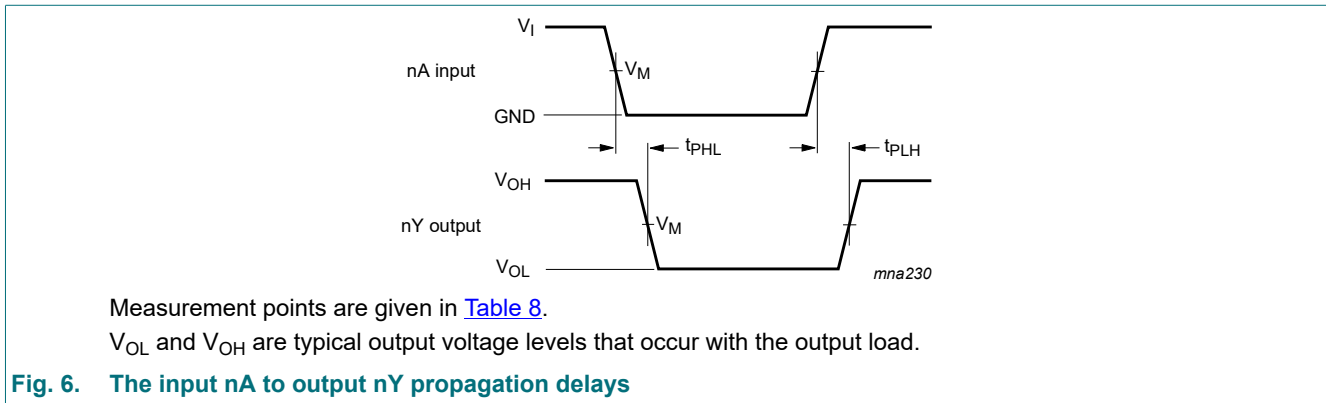 V_I
nA input
V_M
GND
t_PHL
t_PLH
V_OH
nY output
V_M
V_OL
mna230
Measurement points are given in Table 8.
V_OL and V_OH are typical output voltage levels that occur with the output load.
Fig. 6. The input nA to output nY propagation delays